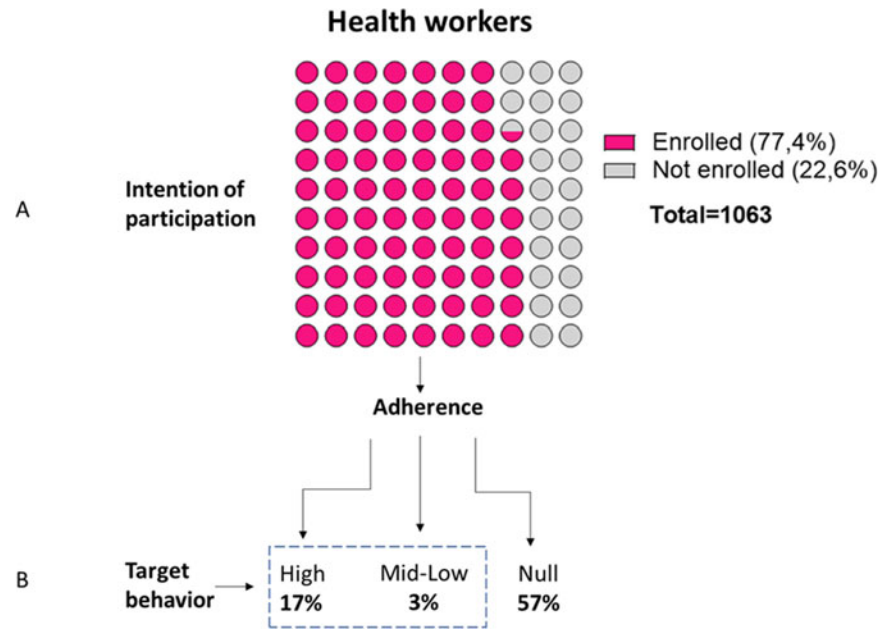 Health workers
Enrolled (77,4%)
Not enrolled (22,6%)
Total=1063
A
Intention of
participation
Adherence
B
Target
behavior
High
17%
Mid-Low
3%
Null
57%